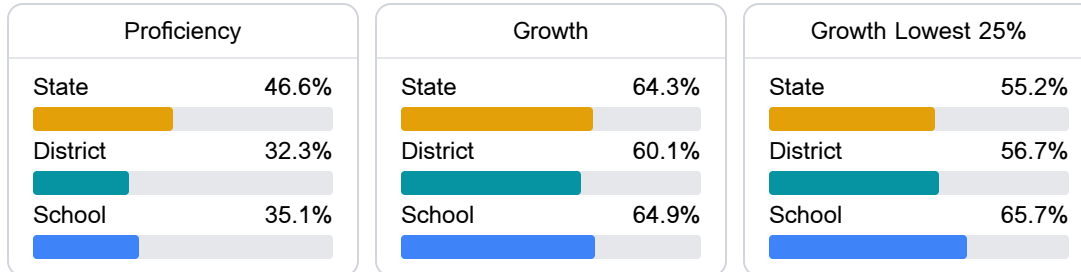 Proficiency
State 46.6%
District 32.3%
School 35.1%
Growth
State 64.3%
District 60.1%
School 64.9%
Growth Lowest 25%
State 55.2%
District 56.7%
School 65.7%